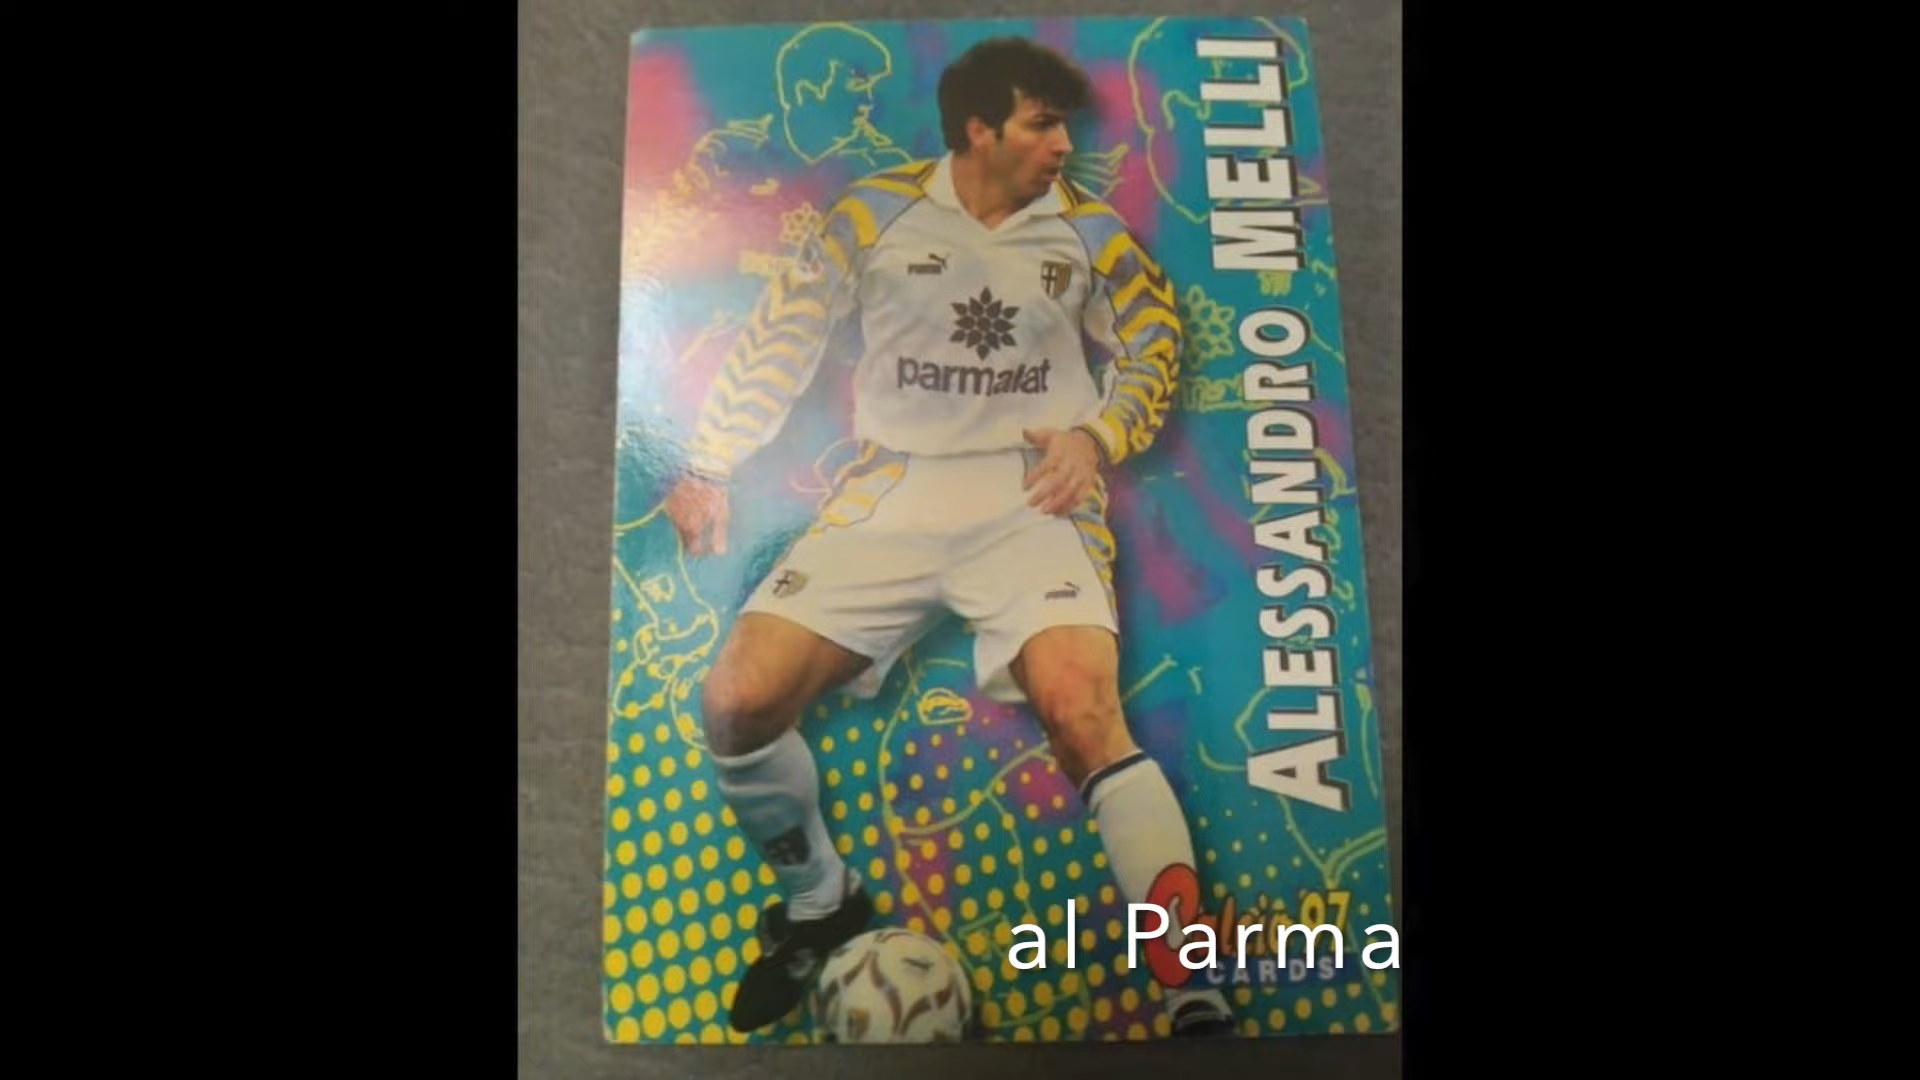 ALESSANDRO MELLI
PUMA
parmalat
PUMA
Calcio 97
CARDS
al Parma